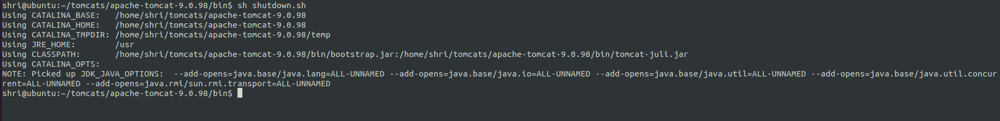 shri@ubuntu:~/tomcats/apache-tomcat-9.0.98/bin$ sh shutdown.sh
Using CATALINA_BASE:   /home/shri/tomcats/apache-tomcat-9.0.98
Using CATALINA_HOME:   /home/shri/tomcats/apache-tomcat-9.0.98
Using CATALINA_TMPDIR: /home/shri/tomcats/apache-tomcat-9.0.98/temp
Using JRE_HOME:        /usr
Using CLASSPATH:       /home/shri/tomcats/apache-tomcat-9.0.98/bin/bootstrap.jar:/home/shri/tomcats/apache-tomcat-9.0.98/bin/tomcat-juli.jar
Using CATALINA_OPTS:
NOTE: Picked up JDK_JAVA_OPTIONS:  --add-opens=java.base/java.lang=ALL-UNNAMED --add-opens=java.base/java.io=ALL-UNNAMED --add-opens=java.base/java.util=ALL-UNNAMED --add-opens=java.base/java.util.concur
rent=ALL-UNNAMED --add-opens=java.rmi/sun.rmi.transport=ALL-UNNAMED
shri@ubuntu:~/tomcats/apache-tomcat-9.0.98/bin$